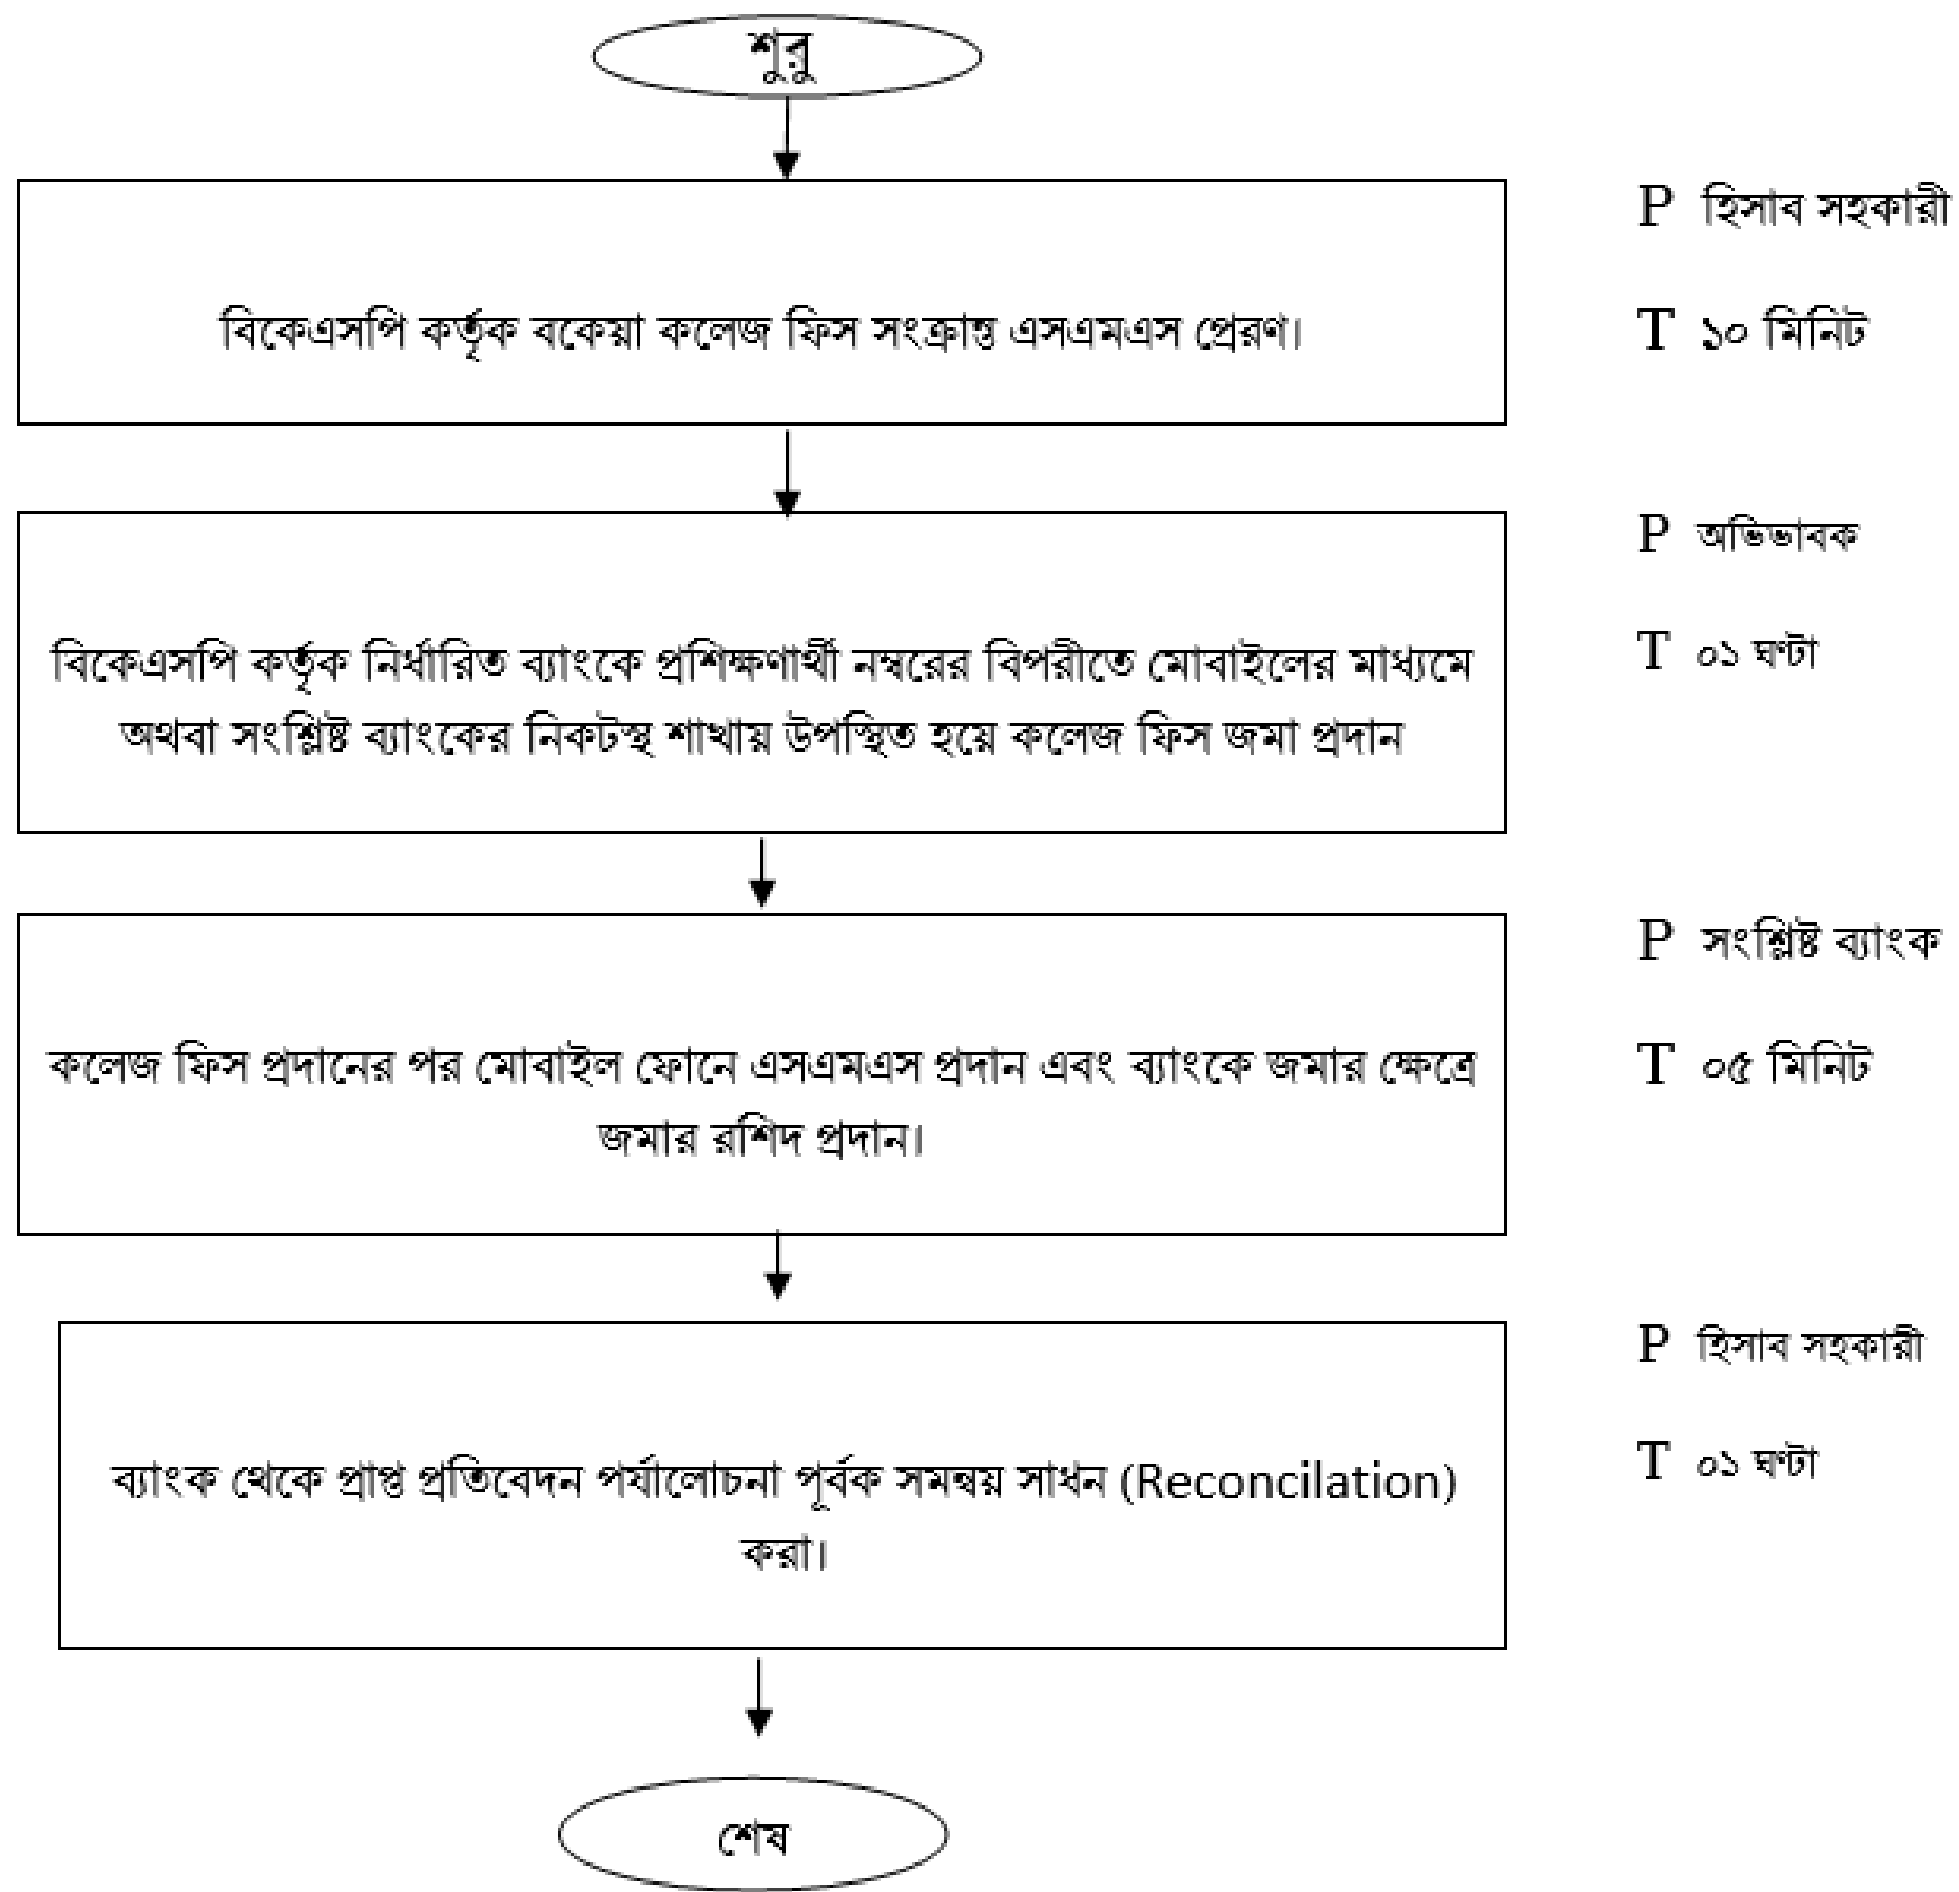 শুরু
P হিসাব সহকারী
বিকেএসপি কর্তৃক বকেয়া কলেজ ফিস সংক্রান্ত এসএমএস প্রেরণ।
T ১০ মিনিট
P অভিভাবক
T ০১ ঘণ্টা
বিকেএসপি কর্তৃক নির্ধারিত ব্যাংকে প্রশিক্ষণার্থী নম্বরের বিপরীতে মোবাইলের মাধ্যমে
অথবা সংশ্লিষ্ট ব্যাংকের নিকটস্থ শাখায় উপস্থিত হয়ে কলেজ ফিস জমা প্রদান
P সংশ্লিষ্ট ব্যাংক
T ০৫ মিনিট
কলেজ ফিস প্রদানের পর মোবাইল ফোনে এসএমএস প্রদান এবং ব্যাংকে জমার ক্ষেত্রে
জমার রশিদ প্রদান।
P হিসাব সহকারী
T ০১ ঘণ্টা
ব্যাংক থেকে প্রাপ্ত প্রতিবেদন পর্যালোচনা পূর্বক সমন্বয় সাধন (Reconcilation)
করা।
শেষ